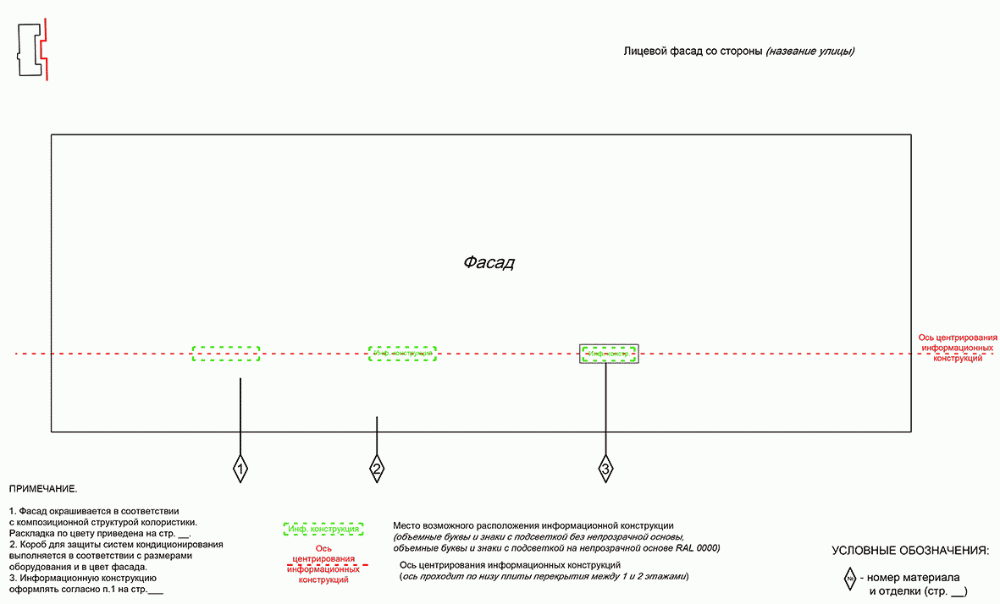 Лицевой фасад со стороны (название улицы)
Фасад
Инф. конструкция
Инф. констр.
Ось центрирования
информационных
конструкций
1
2
3
ПРИМЕЧАНИЕ.
1. Фасад окрашивается в соответствии
с композиционной структурой колористики.
Раскладка по цвету приведена на стр. __.
2. Короб для защиты систем кондиционирования
выполняется в соответствии с размерами
оборудования и в цвет фасада.
3. Информационную конструкцию
оформлять согласно п.1 на стр.___
Инф. конструкция
Место возможного расположения информационной конструкции
(объемные буквы и знаки с подсветкой без непрозрачной основы,
объемные буквы и знаки с подсветкой на непрозрачной основе RAL 0000)
Ось
центрирования
информационных
конструкций
Ось центрирования информационных конструкций
(ось проходит по низу плиты перекрытия между 1 и 2 этажами)
УСЛОВНЫЕ ОБОЗНАЧЕНИЯ:
№ - номер материала
и отделки (стр. __)